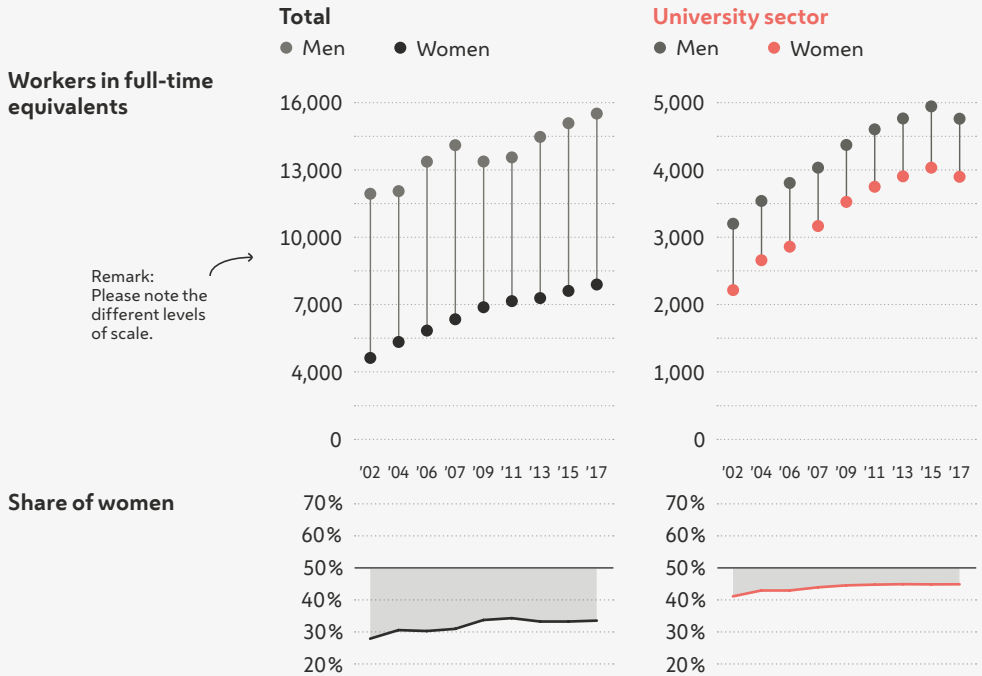 Total
Men Women
University sector
Men Women
Workers in full-time
equivalents
Remark:
Please note the
different levels
of scale.
16,000
13,000
10,000
7,000
4,000
0
'02 '04 '06 '07 '09 '11 '13 '15 '17
5,000
4,000
3,000
2,000
1,000
0
'02 '04 '06 '07 '09 '11 '13 '15 '17
Share of women
70%
60%
50%
40%
30%
20%
70%
60%
50%
40%
30%
20%